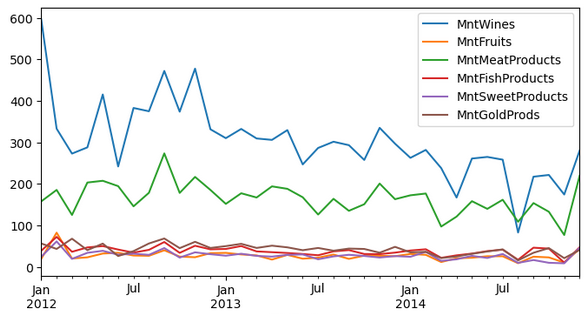 600
500
400
300
200
100
0
MntWines
MntFruits
MntMeatProducts
MntFishProducts
MntSweetProducts
MntGoldProds
Jan Jul Jan Jul Jan Jul
2012 2013 2014